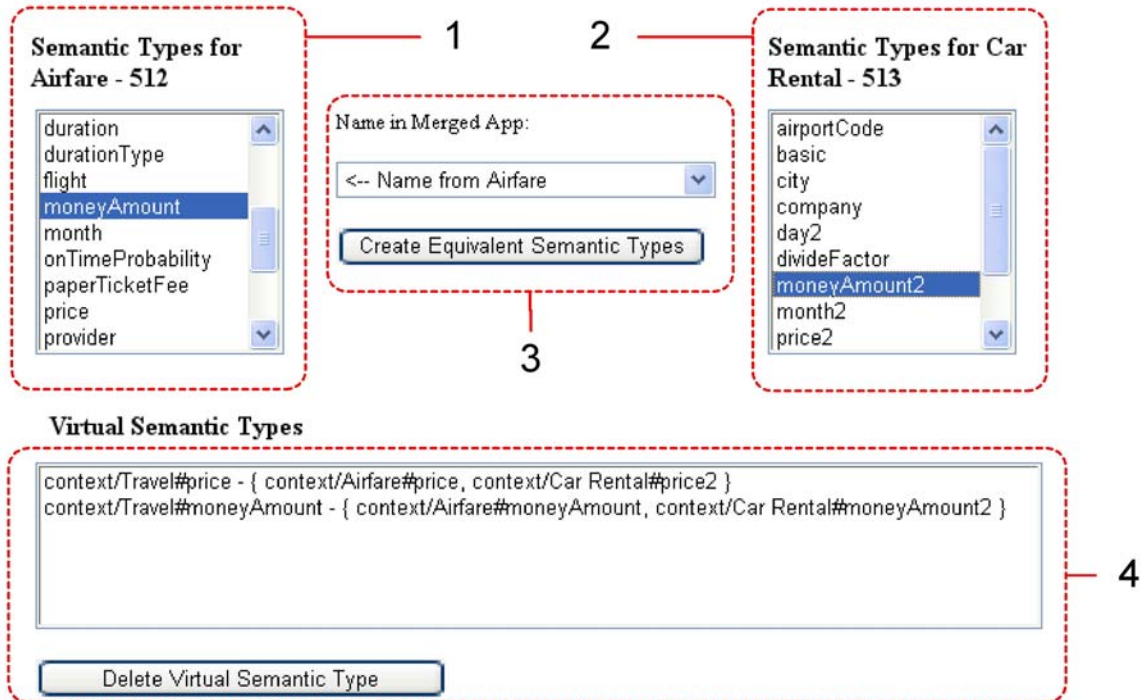 1
2
Semantic Types for
Airfare - 512
duration
durationType
flight
moneyAmount
month
onTimeProbability
paperTicketFee
price
provider
Name in Merged App:
<-- Name from Airfare
Create Equivalent Semantic Types
3
Semantic Types for Car
Rental - 513
airportCode
basic
city
company
day2
divideFactor
moneyAmount2
month2
price2
Virtual Semantic Types
context/Travel#price - { context/Airfare#price, context/Car Rental#price2 }
context/Travel#moneyAmount - { context/Airfare#moneyAmount, context/Car Rental#moneyAmount2 }
4
Delete Virtual Semantic Type